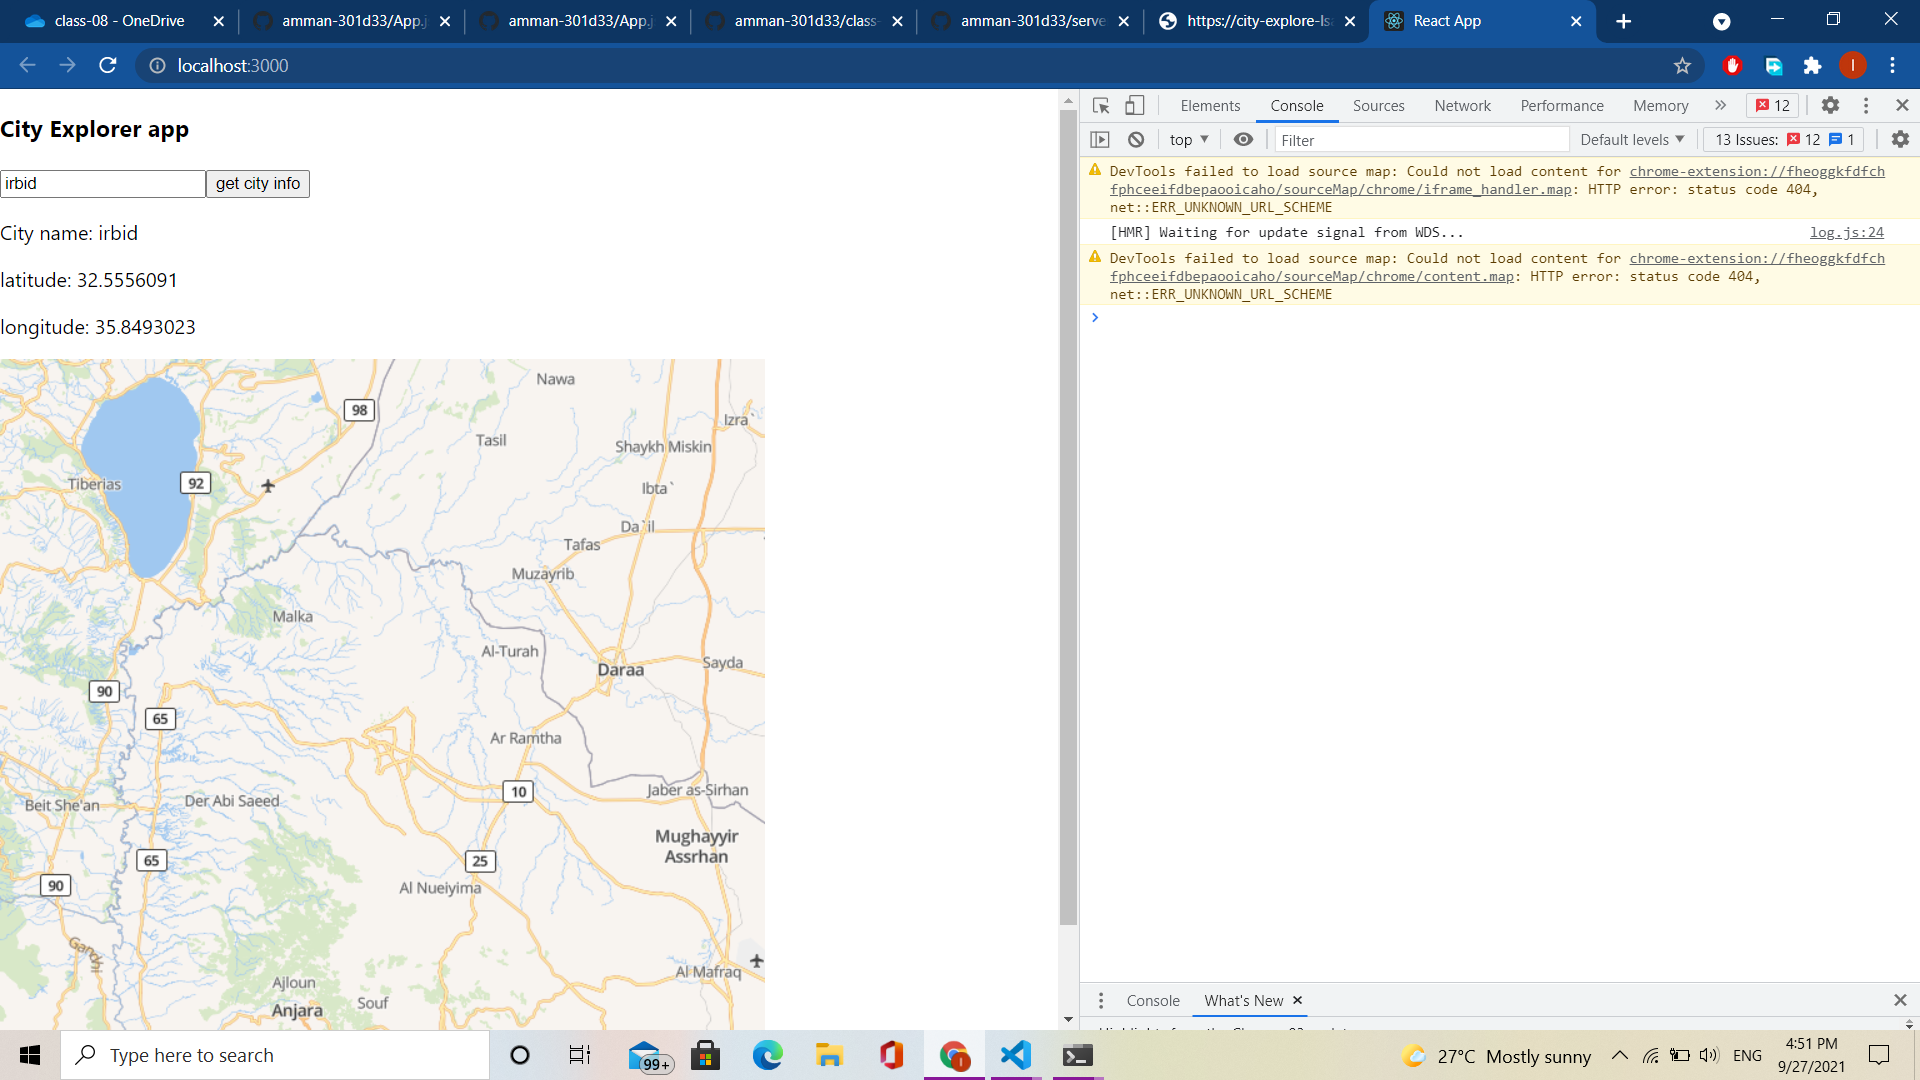 class-08 - OneDrive
amman-301d33/App.j
amman-301d33/App.j
amman-301d33/class-
amman-301d33/serve
https://city-explore-ls
React App
localhost:3000
I
City Explorer app
irbid
get city info
City name: irbid
latitude: 32.5556091
longitude: 35.8493023
Nawa
98
Izra`
Tasil
Shaykh Miskin
Tiberias
92
Ibta`
Da`il
Tafas
Muzayrib
Malka
Al-Turah
Daraa
Sayda
90
65
Ar Ramtha
10
Jaber as-Sirhan
Beit She'an
Der Abi Saeed
Mughayyir
Assrhan
65
25
90
Al Nueiyima
Gandhi
Al Mafraq
Ajloun
Souf
Anjara
Elements Console Sources Network Performance Memory » 12
top Filter Default levels 13 Issues: 12 1
DevTools failed to load source map: Could not load content for chrome-extension://fheoggkfdfch
fphceeifdbepaooicaho/sourceMap/chrome/iframe_handler.map: HTTP error: status code 404,
net::ERR_UNKNOWN_URL_SCHEME
[HMR] Waiting for update signal from WDS... log.js:24
DevTools failed to load source map: Could not load content for chrome-extension://fheoggkfdfch
fphceeifdbepaooicaho/sourceMap/chrome/content.map: HTTP error: status code 404,
net::ERR_UNKNOWN_URL_SCHEME
Console What's New
Type here to search
99+
27°C Mostly sunny
ENG
4:51 PM
9/27/2021